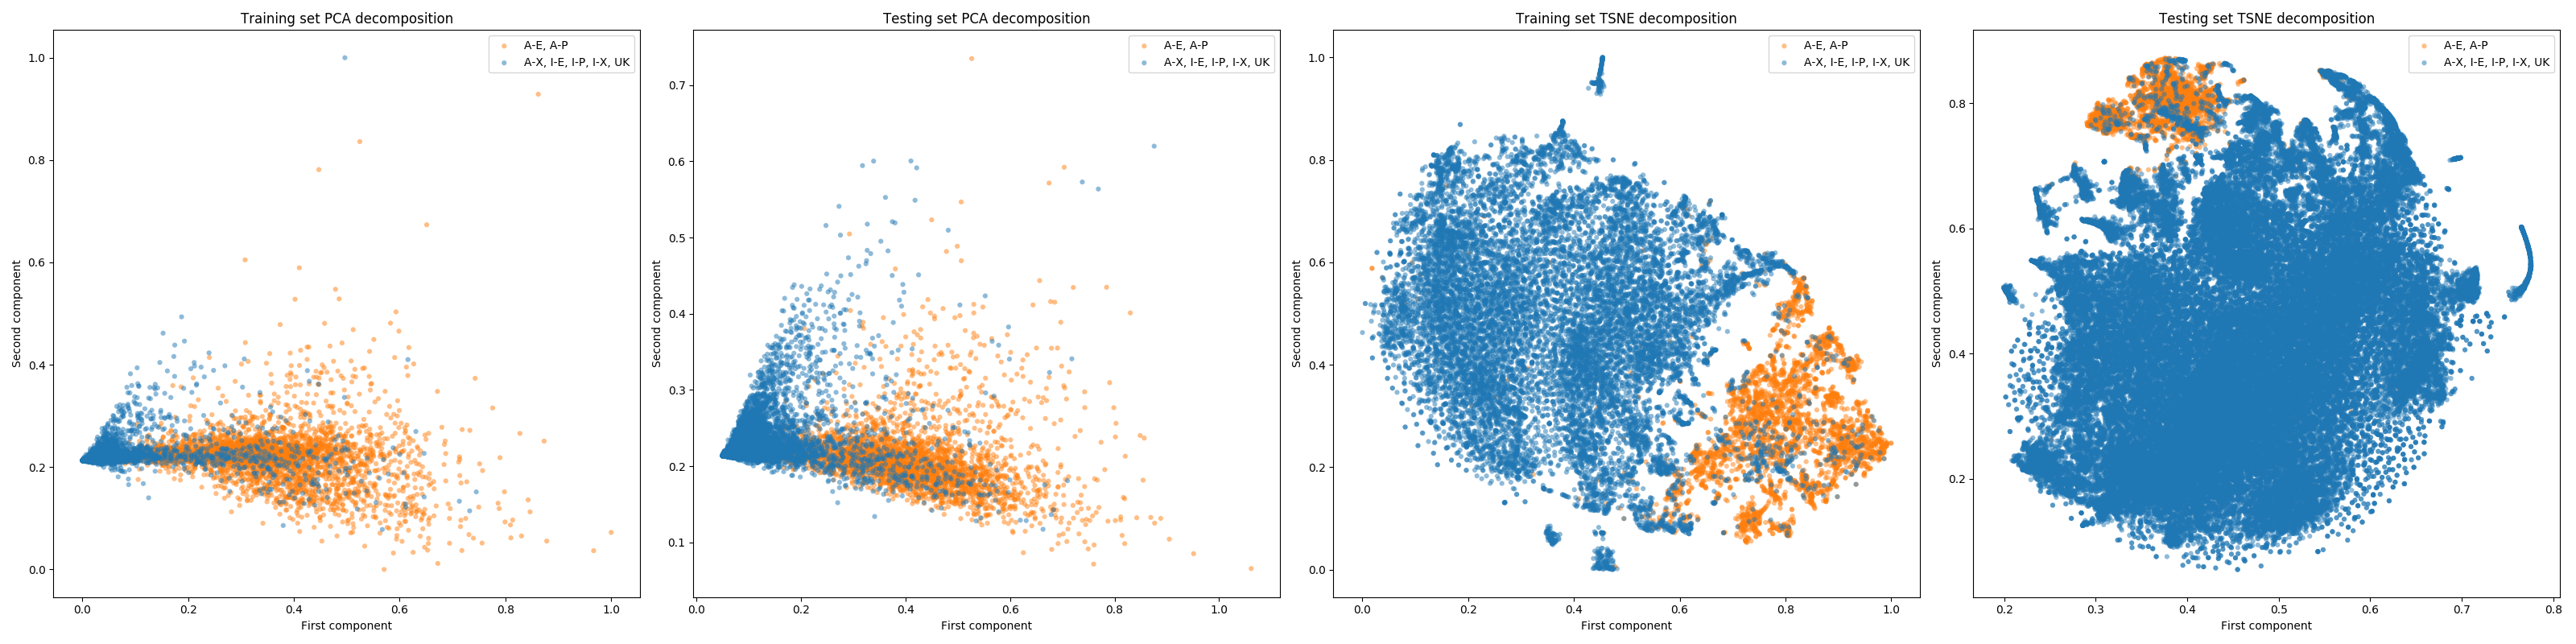 Training set PCA decomposition
A-E, A-P
A-X, I-E, I-P, I-X, UK
1.0
0.8
0.6
0.4
0.2
0.0
Second component
0.0 0.2 0.4 0.6 0.8 1.0
First component
Testing set PCA decomposition
A-E, A-P
A-X, I-E, I-P, I-X, UK
0.7
0.6
0.5
0.4
0.3
0.2
0.1
Second component
0.0 0.2 0.4 0.6 0.8 1.0
First component
Training set TSNE decomposition
A-E, A-P
A-X, I-E, I-P, I-X, UK
1.0
0.8
0.6
0.4
0.2
0.0
Second component
0.0 0.2 0.4 0.6 0.8 1.0
First component
Testing set TSNE decomposition
A-E, A-P
A-X, I-E, I-P, I-X, UK
0.8
0.6
0.4
0.2
Second component
0.2 0.3 0.4 0.5 0.6 0.7 0.8
First component